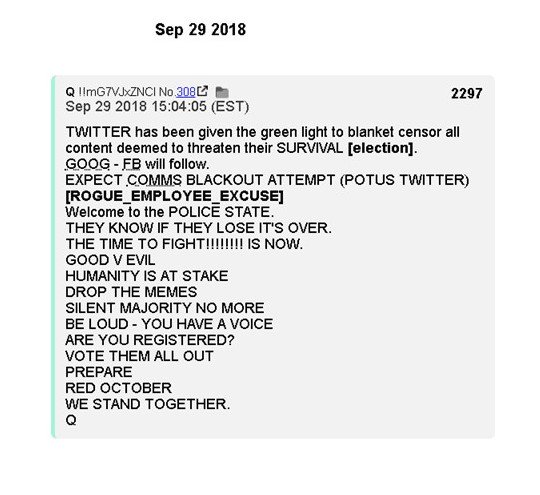 Sep 29 2018
Q !!mG7VJxZNCI No.308
2297
Sep 29 2018 15:04:05 (EST)
TWITTER has been given the green light to blanket censor all
content deemed to threaten their SURVIVAL [election].
GOOG - FB will follow.
EXPECT COMMS BLACKOUT ATTEMPT (POTUS TWITTER)
[ROGUE_EMPLOYEE_EXCUSE]
Welcome to the POLICE STATE.
THEY KNOW IF THEY LOSE IT'S OVER.
THE TIME TO FIGHT!!!!!!!! IS NOW.
GOOD V EVIL
HUMANITY IS AT STAKE
DROP THE MEMES
SILENT MAJORITY NO MORE
BE LOUD - YOU HAVE A VOICE
ARE YOU REGISTERED?
VOTE THEM ALL OUT
PREPARE
RED OCTOBER
WE STAND TOGETHER.
Q